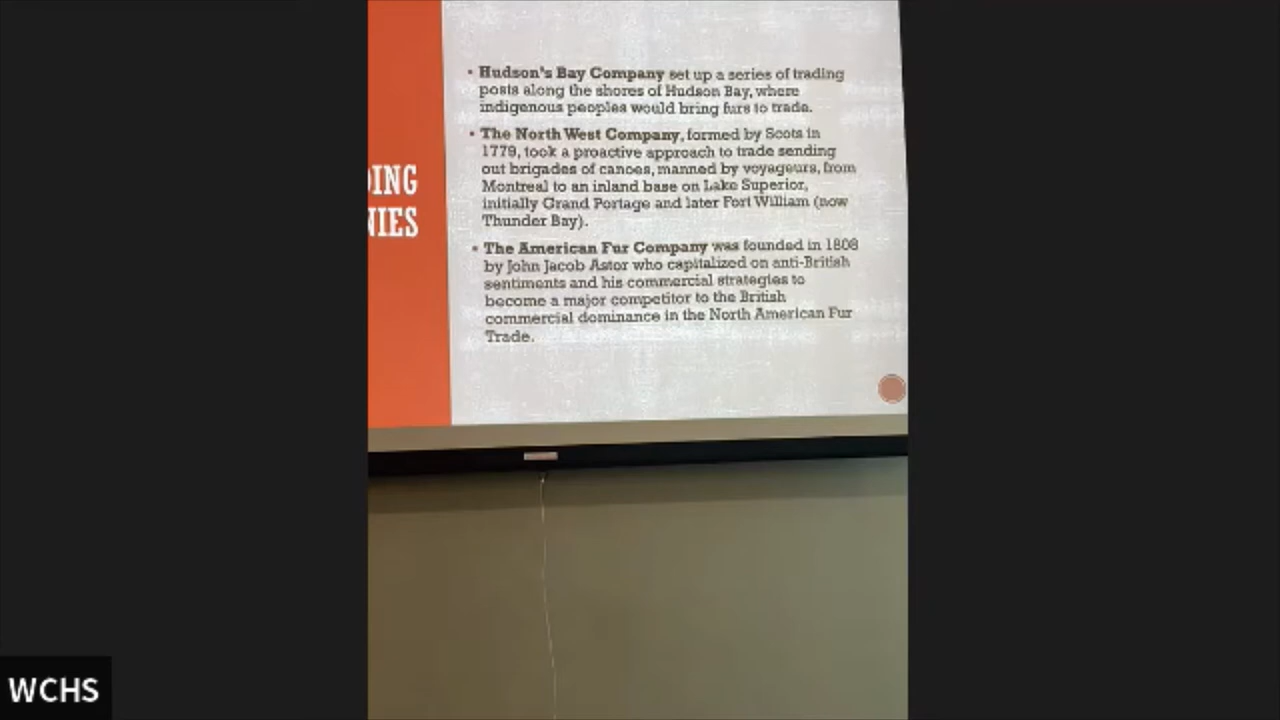 DING
NIES
• Hudson's Bay Company set up a series of trading
posts along the shores of Hudson Bay, where
indigenous peoples would bring furs to trade.
• The North West Company, formed by Scots in
1779, took a proactive approach to trade sending
out brigades of canoes, manned by voyageurs, from
Montreal to an inland base on Lake Superior,
initially Grand Portage and later Fort William (now
Thunder Bay).
• The American Fur Company was founded in 1808
by John Jacob Astor who capitalized on anti-British
sentiments and his commercial strategies to
become a major competitor to the British
commercial dominance in the North American Fur
Trade.
WCHS